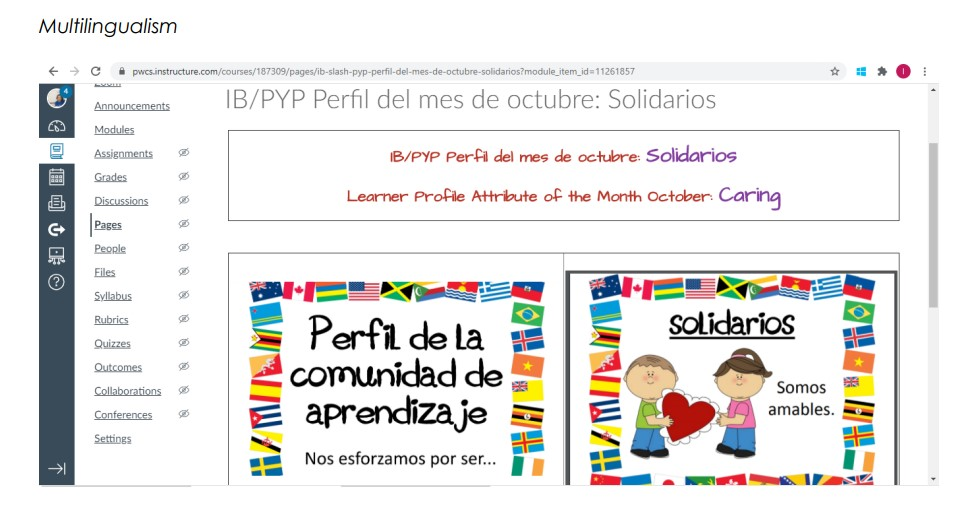 Multilingualism
pwcs.instructure.com/courses/187309/pages/ib-slash-pyp-perfil-del-mes-de-octubre-solidarios?module_item_id=11261857
I
4
Announcements
Modules
Assignments
Grades
Discussions
Pages
People
Files
Syllabus
Rubrics
Quizzes
Outcomes
Collaborations
Conferences
Settings
IB/PYP Perfil del mes de octubre: Solidarios
IB/PYP Perfil del mes de octubre: Solidarios
Learner Profile Attribute of the Month October: Caring
Perfil de la
comunidad de
aprendizaje
Nos esforzamos por ser...
solidarios
Somos
amables.